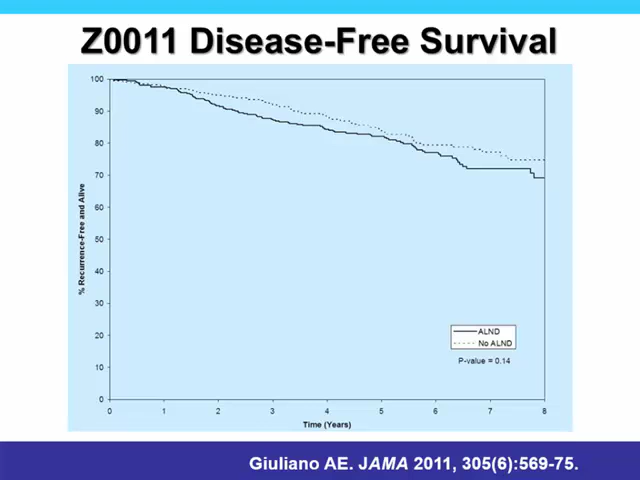 Z0011 Disease-Free Survival
% Recurrence-Free and Alive
100
90
80
70
60
50
40
30
20
10
0
0 1 2 3 4 5 6 7 8
Time (Years)
ALND
No ALND
P-value = 0.14
Giuliano AE. JAMA 2011, 305(6):569-75.